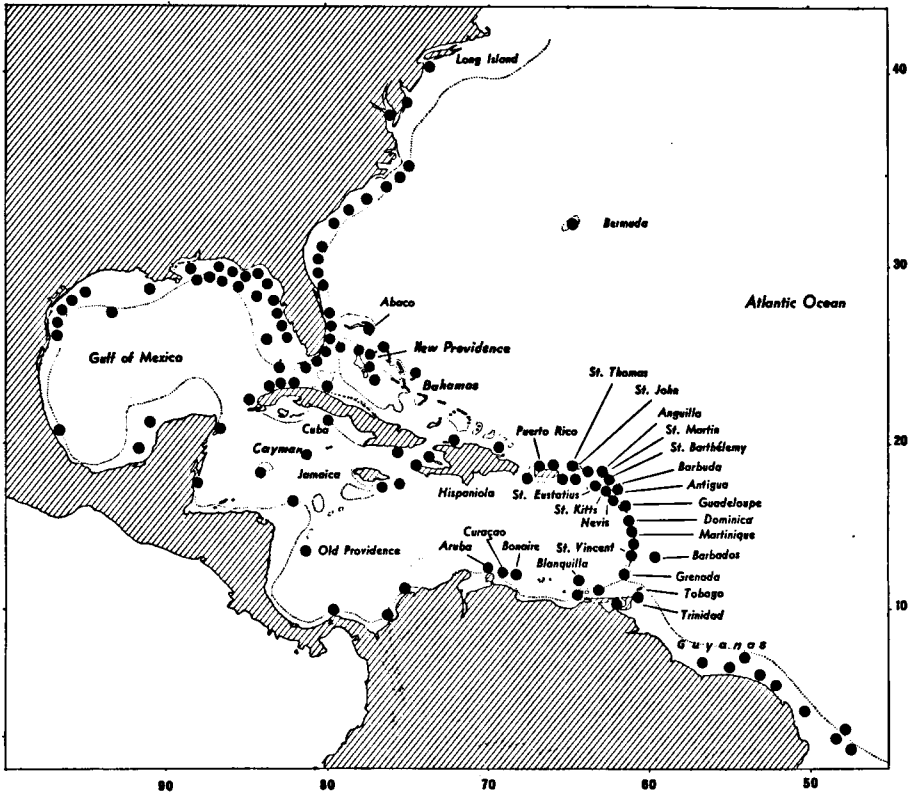 Long Island
40
Bermuda
30
Abaco
Atlantic Ocean
Gulf of Mexico
New Providence
St. Thomas
Bahamas
St. John
Anguilla
St. Martin
Puerto Rico
St. Barthélemy
Cuba
20
Cayman
Barbuda
Jamaica
Antigua
Hispaniola
St. Eustatius
Guadeloupe
St. Kitts
Nevis
Dominica
Curaçao
Martinique
Old Providence
Aruba
Bonaire
St. Vincent
Barbados
Blanquilla
Grenada
Tobago
10
Trinidad
Guyanas
90
80
70
60
50